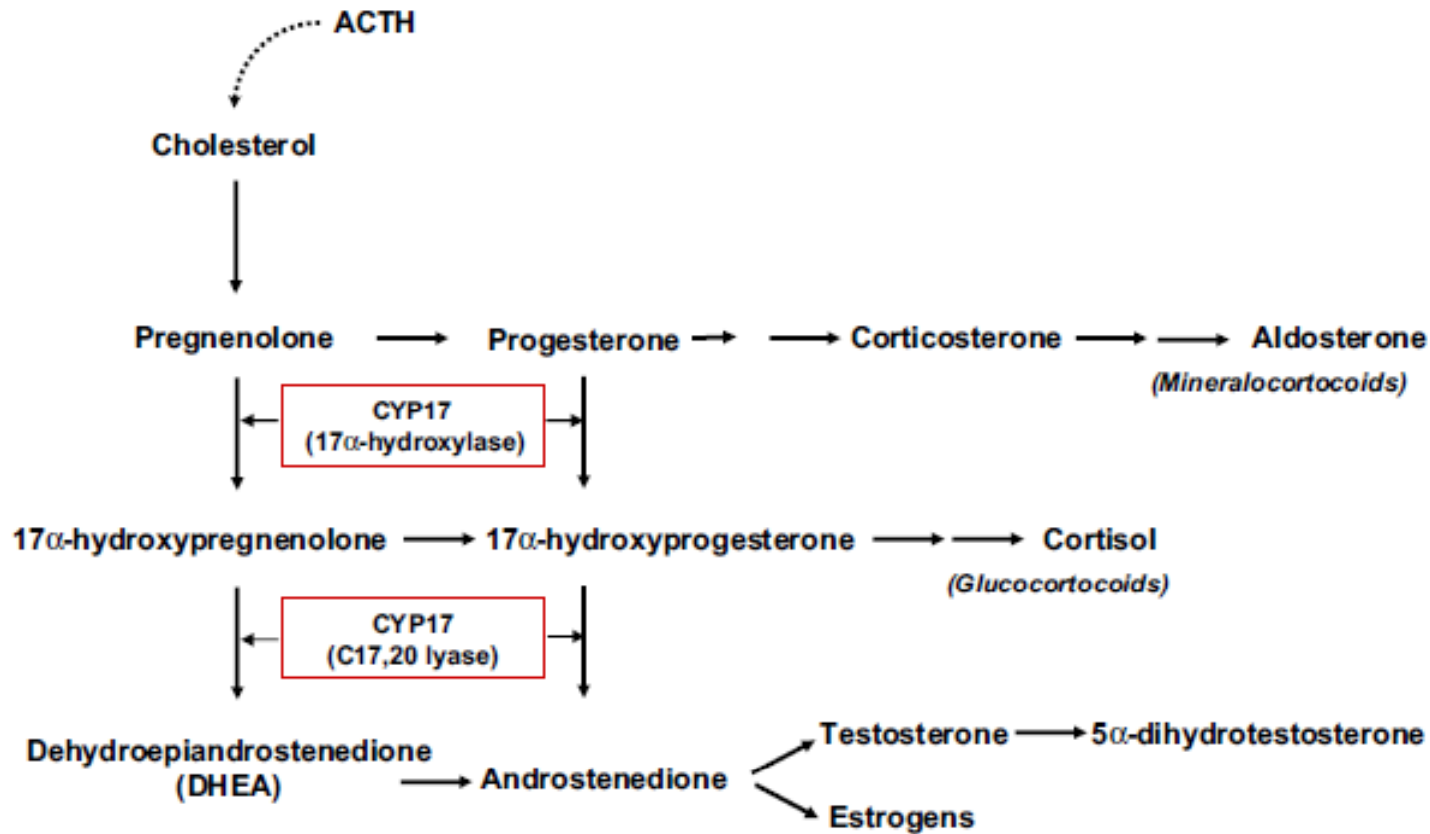 ACTH
Cholesterol
Pregnenolone
Progesterone
Corticosterone
Aldosterone
(Mineralocortocoids)
CYP17
(17α-hydroxylase)
17α-hydroxypregnenolone
17α-hydroxyprogesterone
Cortisol
(Glucocortocoids)
CYP17
(C17,20 lyase)
Dehydroepiandrostenedione
(DHEA)
Androstenedione
Testosterone
5α-dihydrotestosterone
Estrogens